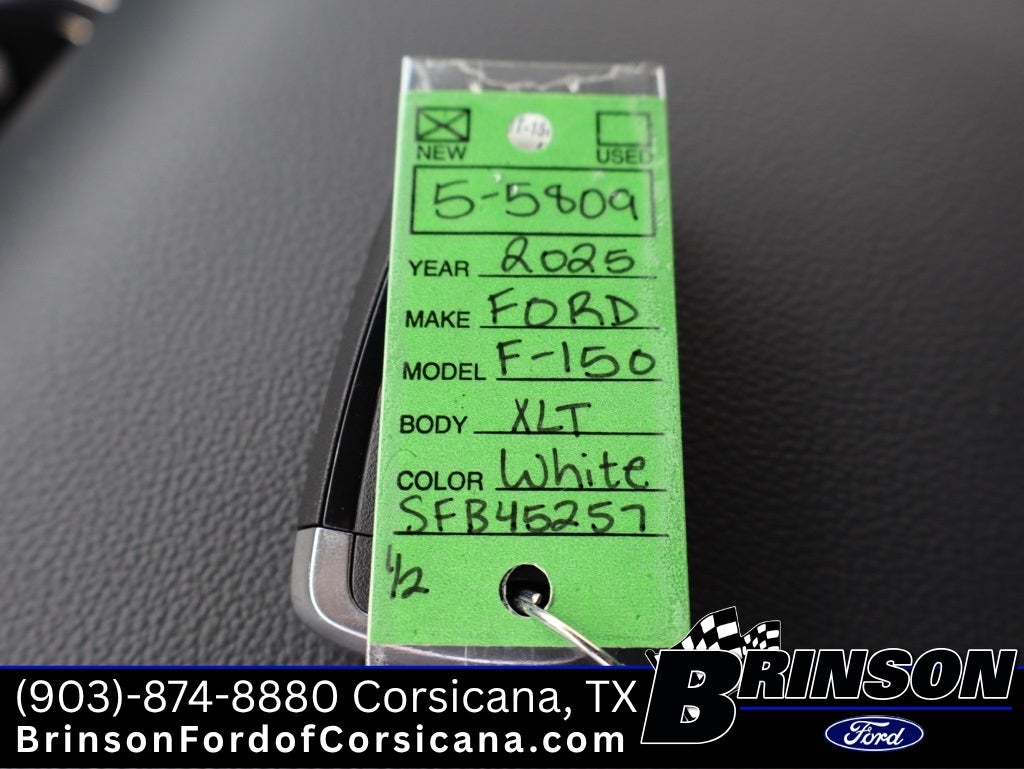 NEW USED
5-5809
YEAR 2025
MAKE FORD
MODEL F-150
BODY XLT
COLOR White
SFB45257
1/2
(903)-874-8880 Corsicana, TX
BrinsonFordofCorsicana.com
BRINSON
Ford